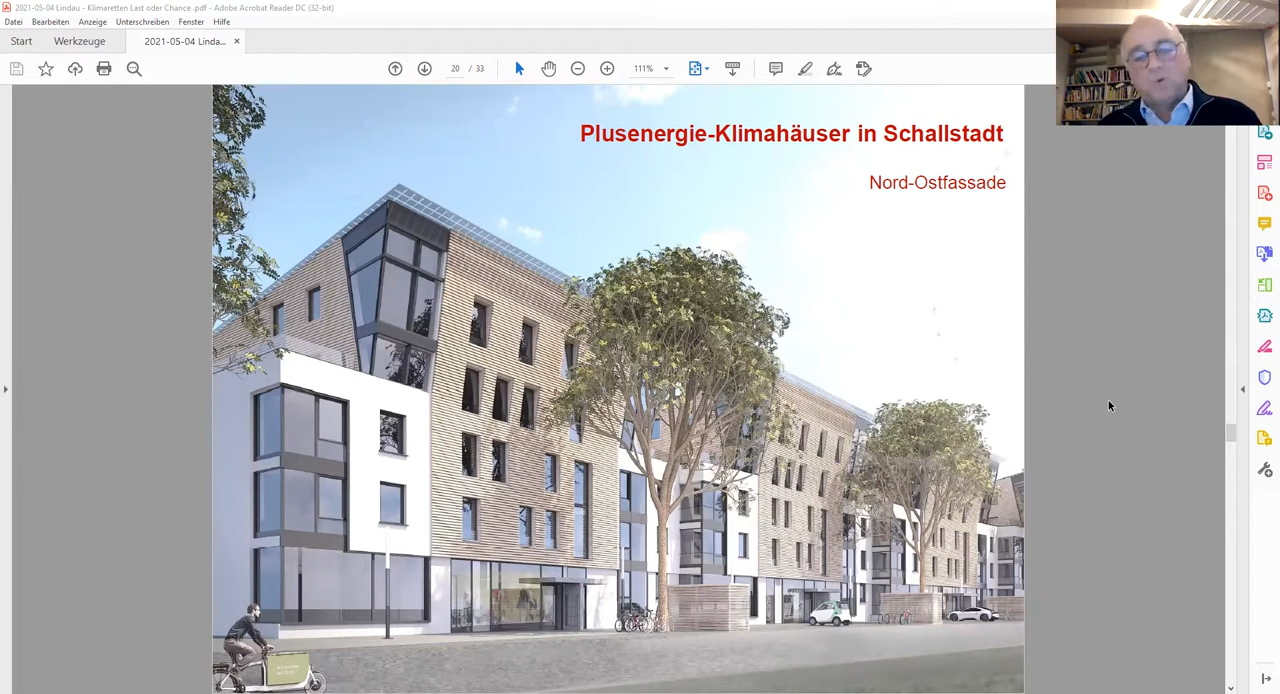 2021-05-04 Lindau - Klimaretten Last oder Chance .pdf - Adobe Acrobat Reader DC (32-bit)
Datei Bearbeiten Anzeige Unterschreiben Fenster Hilfe
Start Werkzeuge 2021-05-04 Linda... ×
20 / 33 111%
Plusenergie-Klimahäuser in Schallstadt
Nord-Ostfassade